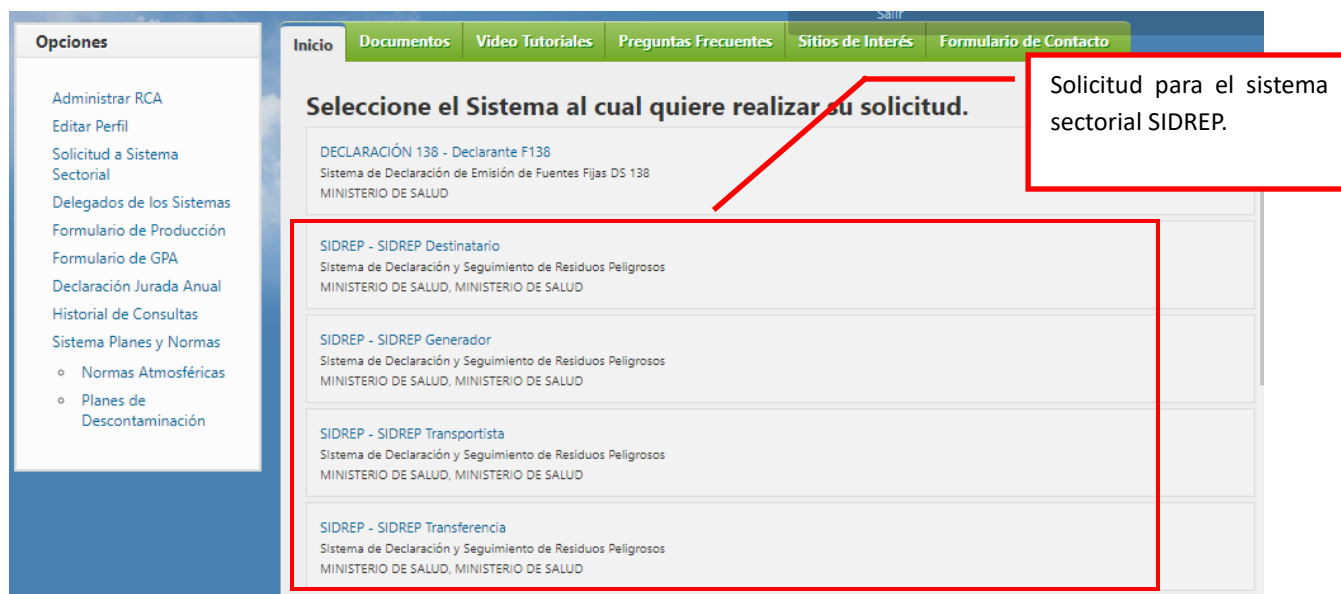 Salir
Opciones
Inicio Documentos Video Tutoriales Preguntas Frecuentes Sitios de Interés Formulario de Contacto
Administrar RCA
Editar Perfil
Solicitud a Sistema
Sectorial
Delegados de los Sistemas
Formulario de Producción
Formulario de GPA
Declaración Jurada Anual
Historial de Consultas
Sistema Planes y Normas
Normas Atmosféricas
Planes de
Descontaminación
Seleccione el Sistema al cual quiere realizar su solicitud.
DECLARACIÓN 138 - Declarante F138
Sistema de Declaración de Emisión de Fuentes Fijas DS 138
MINISTERIO DE SALUD
SIDREP - SIDREP Destinatario
Sistema de Declaración y Seguimiento de Residuos Peligrosos
MINISTERIO DE SALUD, MINISTERIO DE SALUD
SIDREP - SIDREP Generador
Sistema de Declaración y Seguimiento de Residuos Peligrosos
MINISTERIO DE SALUD, MINISTERIO DE SALUD
SIDREP - SIDREP Transportista
Sistema de Declaración y Seguimiento de Residuos Peligrosos
MINISTERIO DE SALUD, MINISTERIO DE SALUD
SIDREP - SIDREP Transferencia
Sistema de Declaración y Seguimiento de Residuos Peligrosos
MINISTERIO DE SALUD, MINISTERIO DE SALUD
Solicitud para el sistema
sectorial SIDREP.